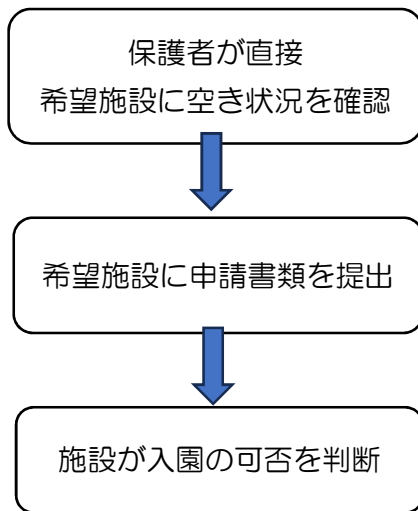 保護者が直接
希望施設に空き状況を確認
希望施設に申請書類を提出
施設が入園の可否を判断